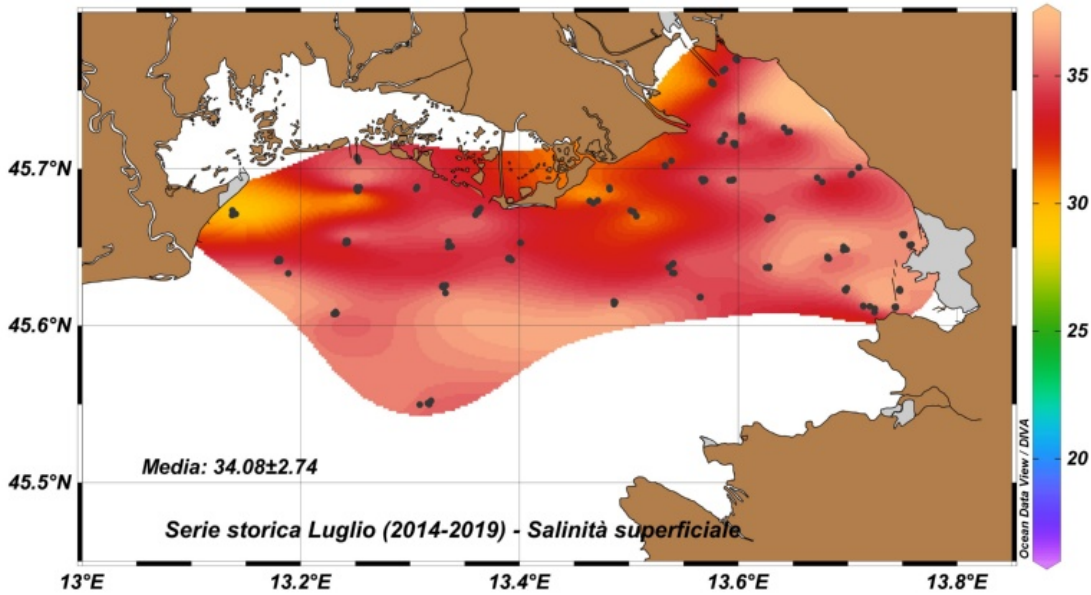 45.7°N
45.6°N
45.5°N
Media: 34.08±2.74
Serie storica Luglio (2014-2019) - Salinità superficiale
13°E
13.2°E
13.4°E
13.6°E
13.8°E
35
30
25
20
Ocean Data View / DIVA